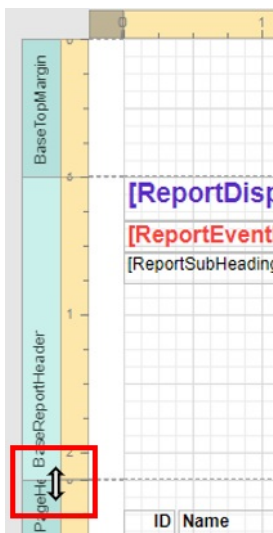 0 1
BaseTopMargin
0
[ReportDisp
[ReportEvent
[ReportSubHeading
1
BaseReportHeader
2
PageHe
ID Name